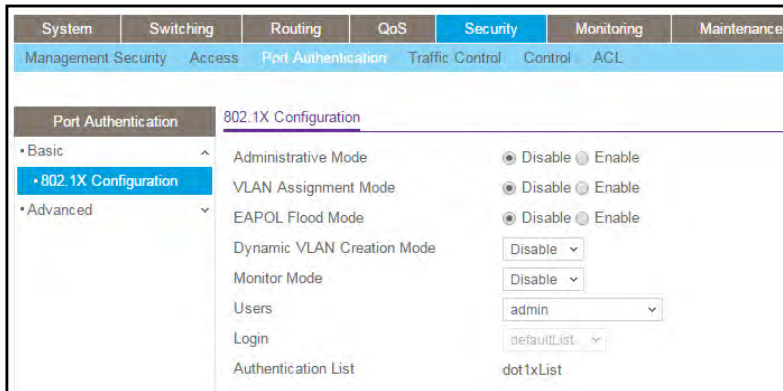 System Switching Routing QoS Security Monitoring Maintenance
Management Security Access Port Authentication Traffic Control Control ACL
Port Authentication
Basic
802.1X Configuration
Advanced
802.1X Configuration
Administrative Mode Disable Enable
VLAN Assignment Mode Disable Enable
EAPOL Flood Mode Disable Enable
Dynamic VLAN Creation Mode Disable
Monitor Mode Disable
Users admin
Login defaultList
Authentication List dot1xList